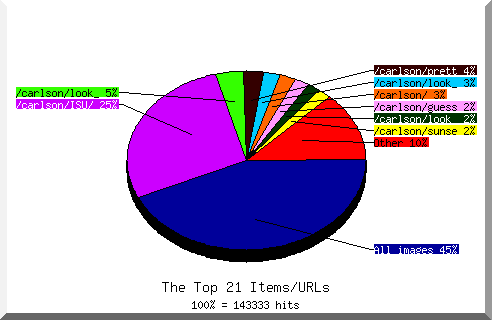 /carlson/prett 4%
/carlson/look_ 3%
/carlson/look_ 5%
/carlson/ 3%
/carlson/ISU/ 25%
/carlson/guess 2%
/carlson/look_ 2%
/carlson/sunse 2%
Other 10%
All images 45%
The Top 21 Items/URLs
100% = 143333 hits